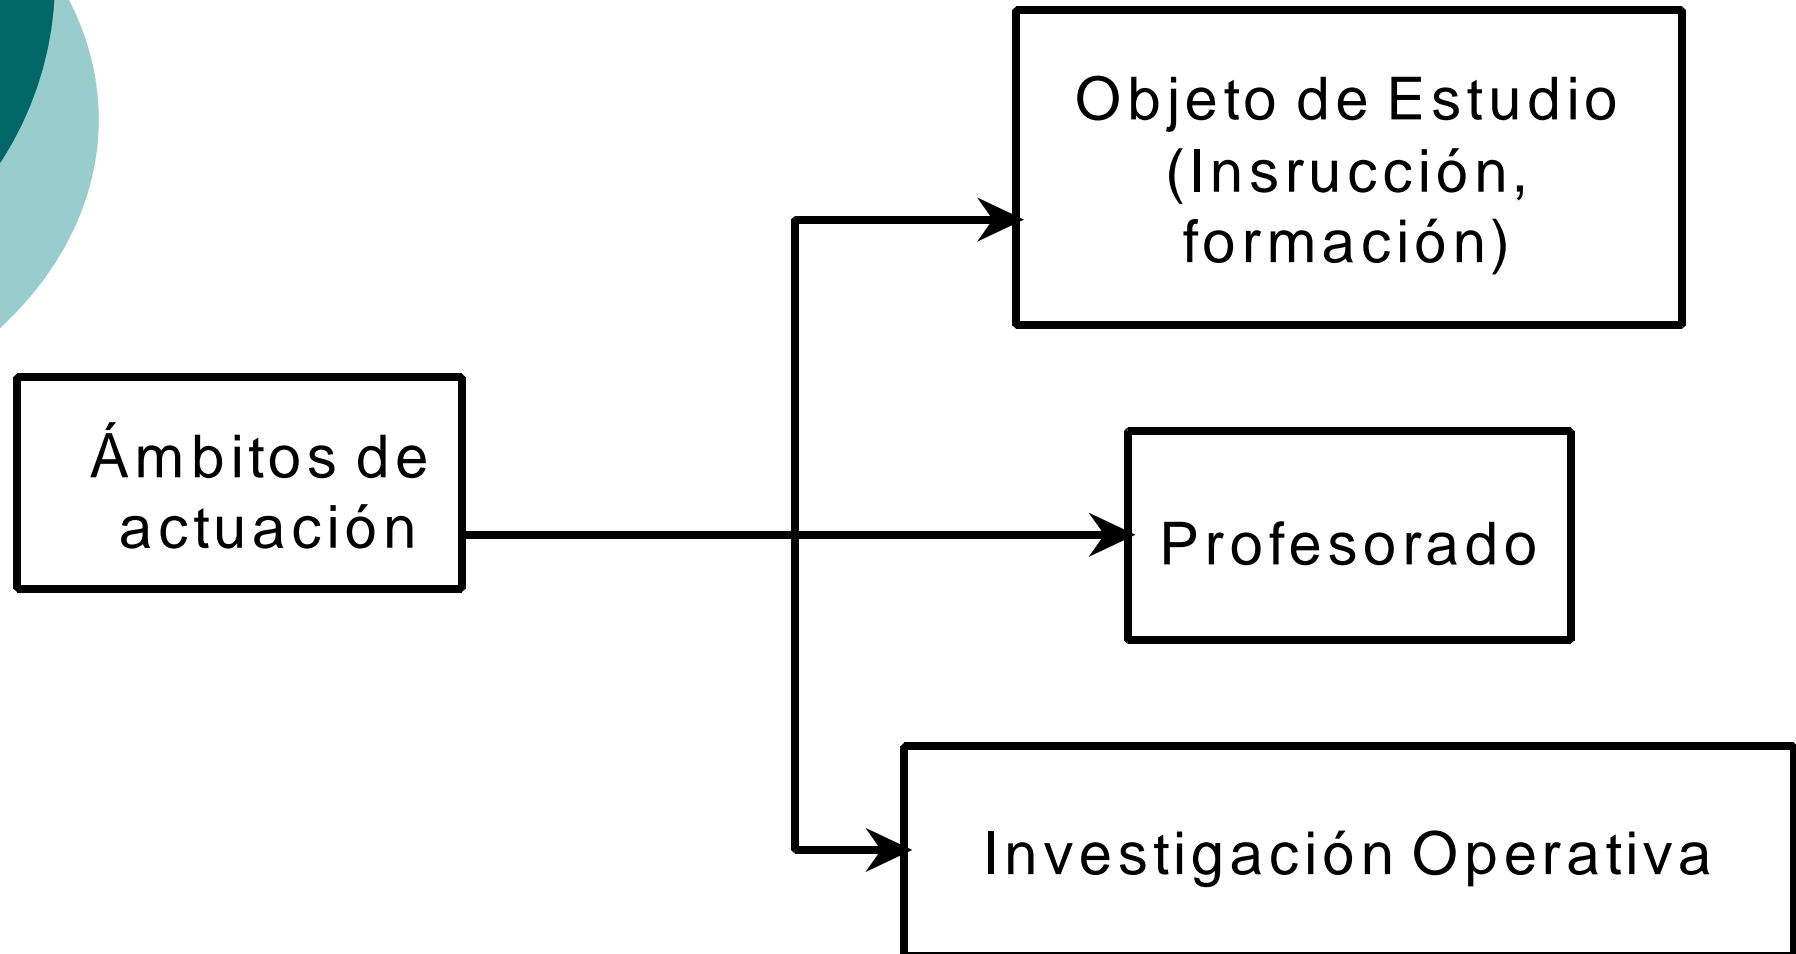 Objeto de Estudio
(Insrucción,
formación)
Ámbitos de
actuación
Profesorado
Investigación Operativa